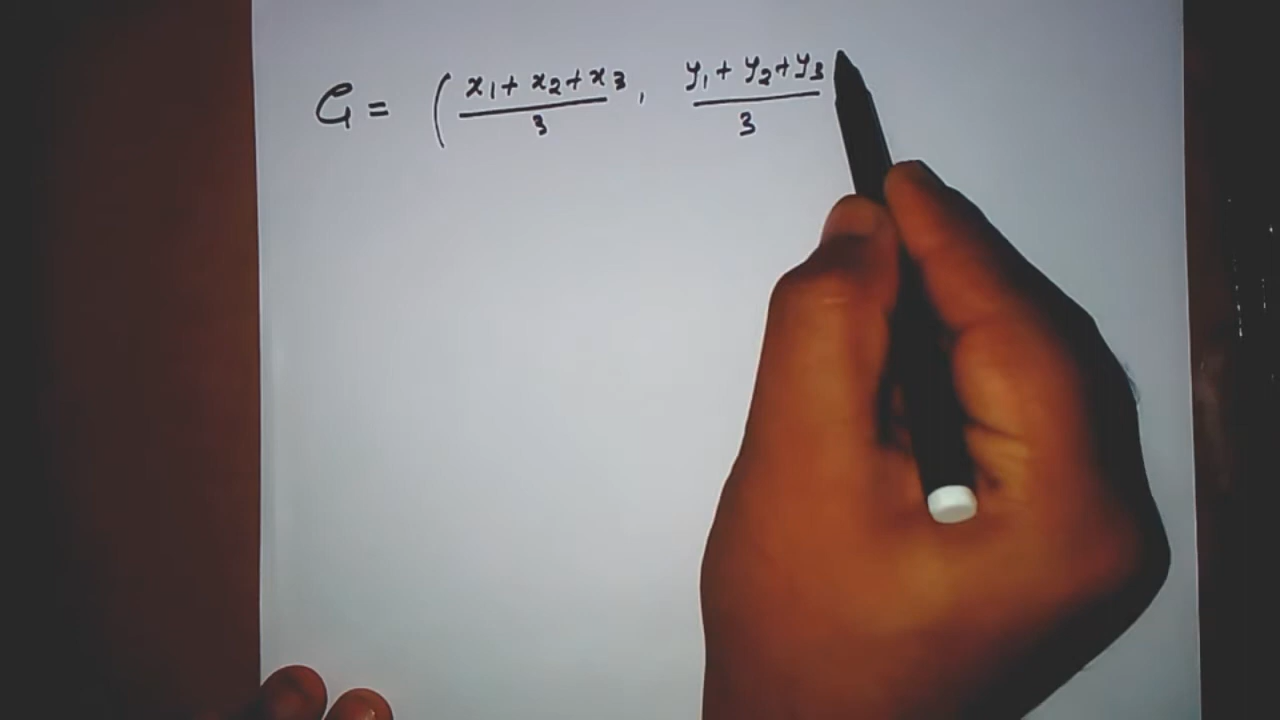 G = ( x₁ + x₂ + x₃ / 3 , y₁ + y₂ + y₃ / 3